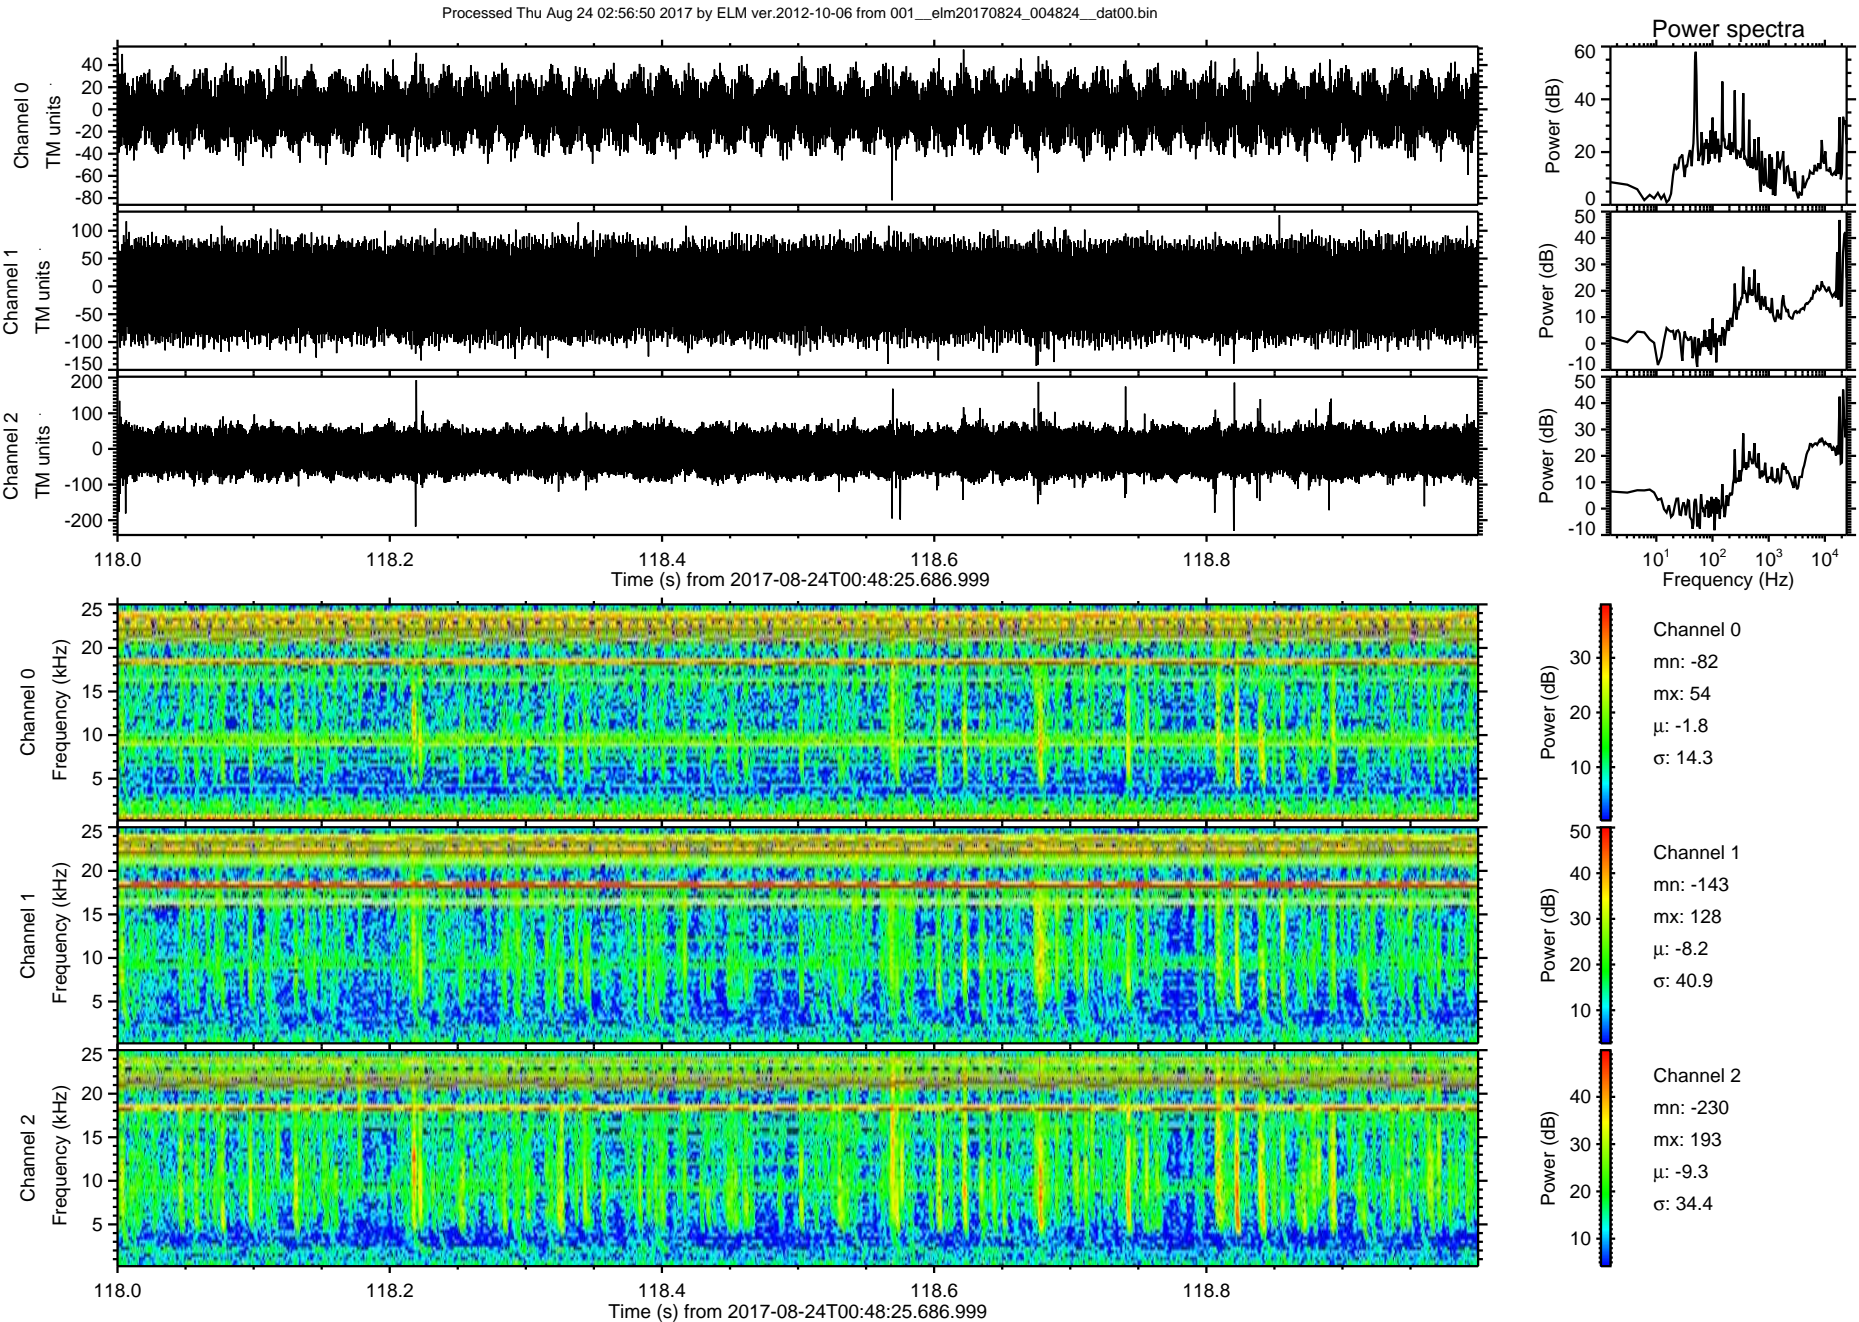 Processed Thu Aug 24 02:56:50 2017 by ELM ver.2012-10-06 from 001__elm20170824_004824__dat00.bin
Power spectra
Channel 0
TM units
40
20
0
-20
-40
-60
-80
Power (dB)
60
40
20
0
Channel 1
TM units
100
50
0
-50
-100
-150
Power (dB)
50
40
30
20
10
0
-10
Channel 2
TM units
200
100
0
-100
-200
Power (dB)
50
40
30
20
10
0
-10
118.0 118.2 118.4 118.6 118.8
Time (s) from 2017-08-24T00:48:25.686.999
10^1 10^2 10^3 10^4
Frequency (Hz)
Channel 0
Frequency (kHz)
25
20
15
10
5
Power (dB)
30
20
10
Channel 0
mn: -82
mx: 54
μ: -1.8
σ: 14.3
Channel 1
Frequency (kHz)
25
20
15
10
5
Power (dB)
50
40
30
20
10
Channel 1
mn: -143
mx: 128
μ: -8.2
σ: 40.9
Channel 2
Frequency (kHz)
25
20
15
10
5
Power (dB)
40
30
20
10
Channel 2
mn: -230
mx: 193
μ: -9.3
σ: 34.4
118.0 118.2 118.4 118.6 118.8
Time (s) from 2017-08-24T00:48:25.686.999